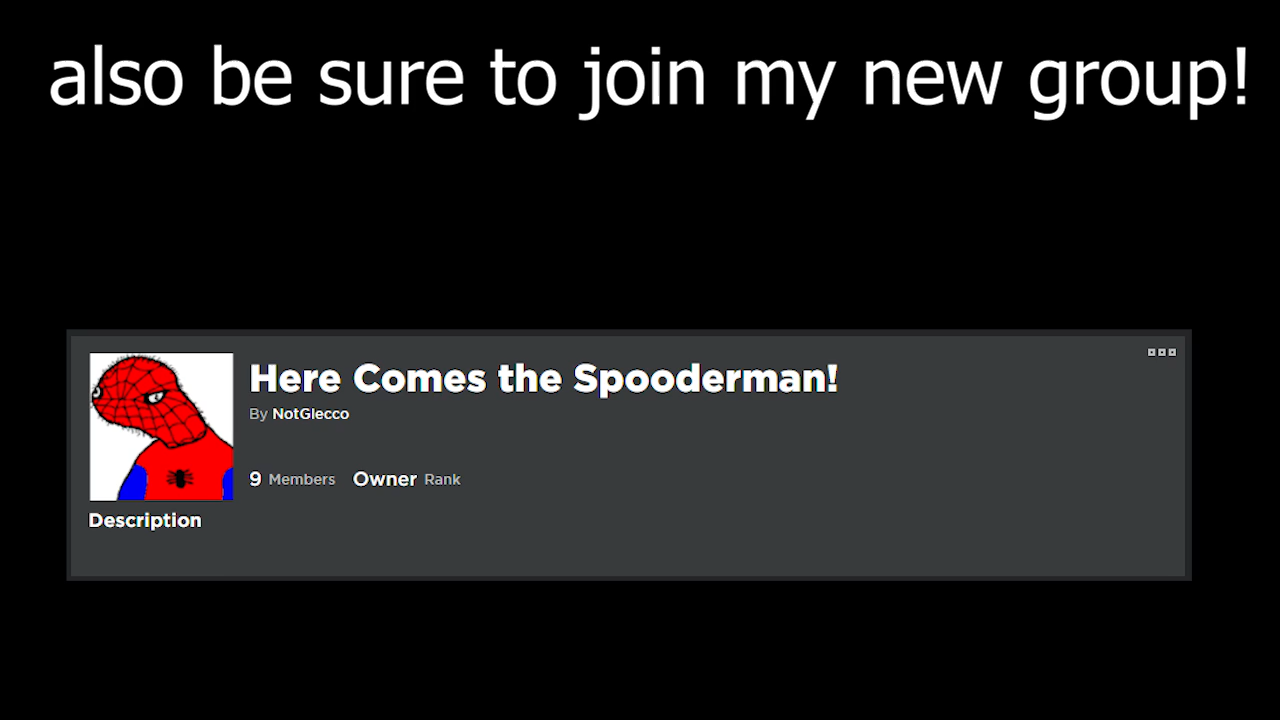 also be sure to join my new group!
Here Comes the Spooderman!
By NotGlecco
9 Members Owner Rank
Description